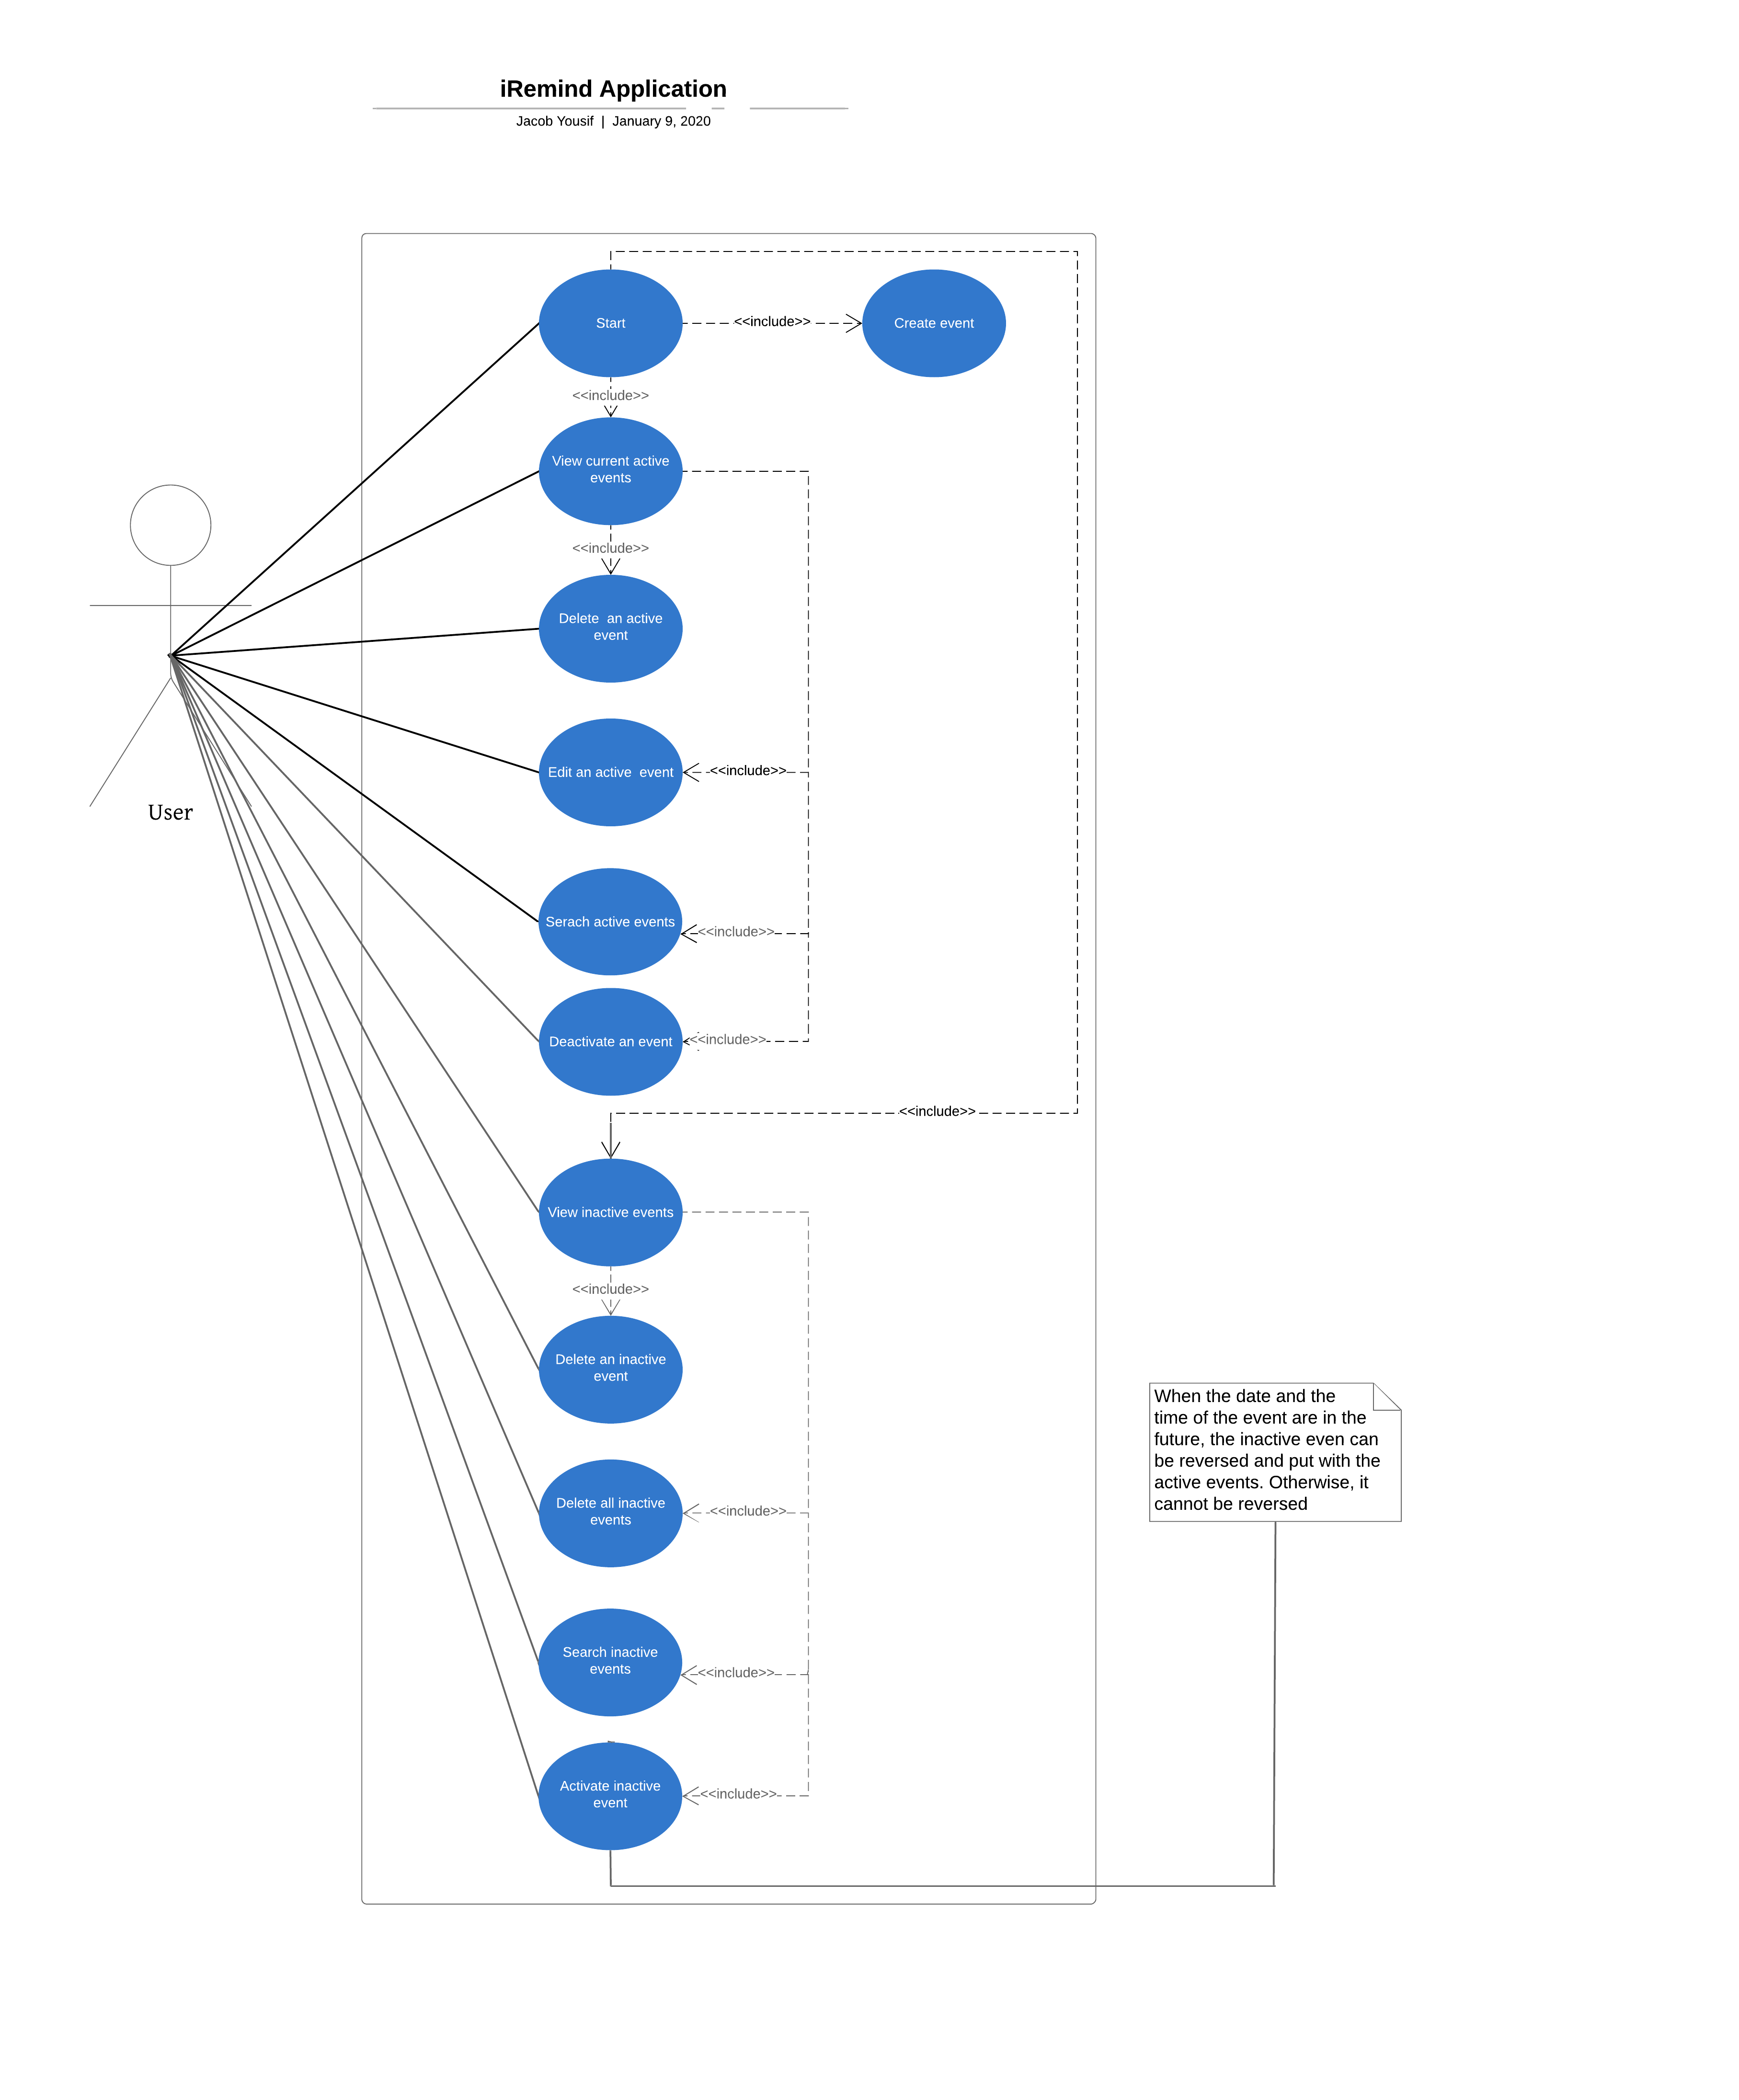 iRemind Application
Jacob Yousif | January 9, 2020
Start
<<include>>
Create event
<<include>>
View current active
events
<<include>>
Delete  an active
event
Edit an active  event
<<include>>
User
Serach active events
<<include>>
Deactivate an event
<<include>>
<<include>>
View inactive events
<<include>>
Delete an inactive
event
When the date and the
time of the event are in the
future, the inactive even can
be reversed and put with the
active events. Otherwise, it
cannot be reversed
Delete all inactive
events
<<include>>
Search inactive
events
<<include>>
Activate inactive
event
<<include>>